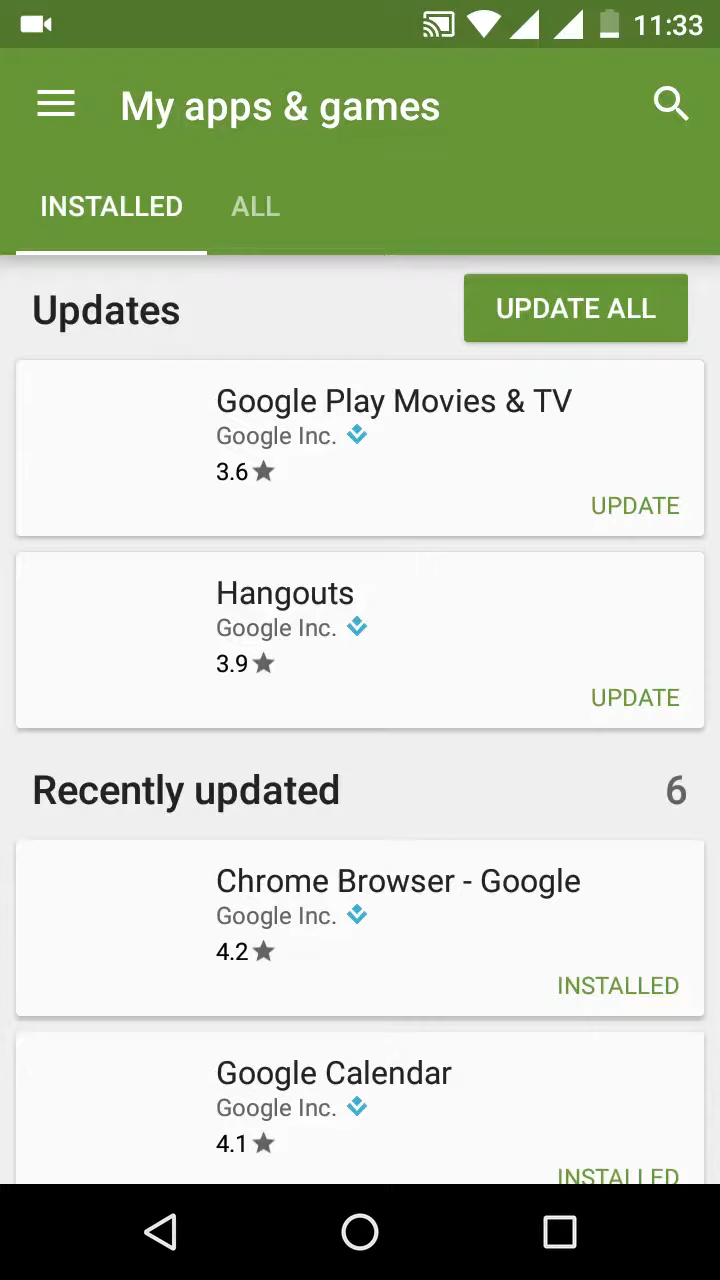 11:33
My apps & games
INSTALLED ALL
Updates UPDATE ALL
Google Play Movies & TV
Google Inc.
3.6
UPDATE
Hangouts
Google Inc.
3.9
UPDATE
Recently updated 6
Chrome Browser - Google
Google Inc.
4.2
INSTALLED
Google Calendar
Google Inc.
4.1
INSTALLED